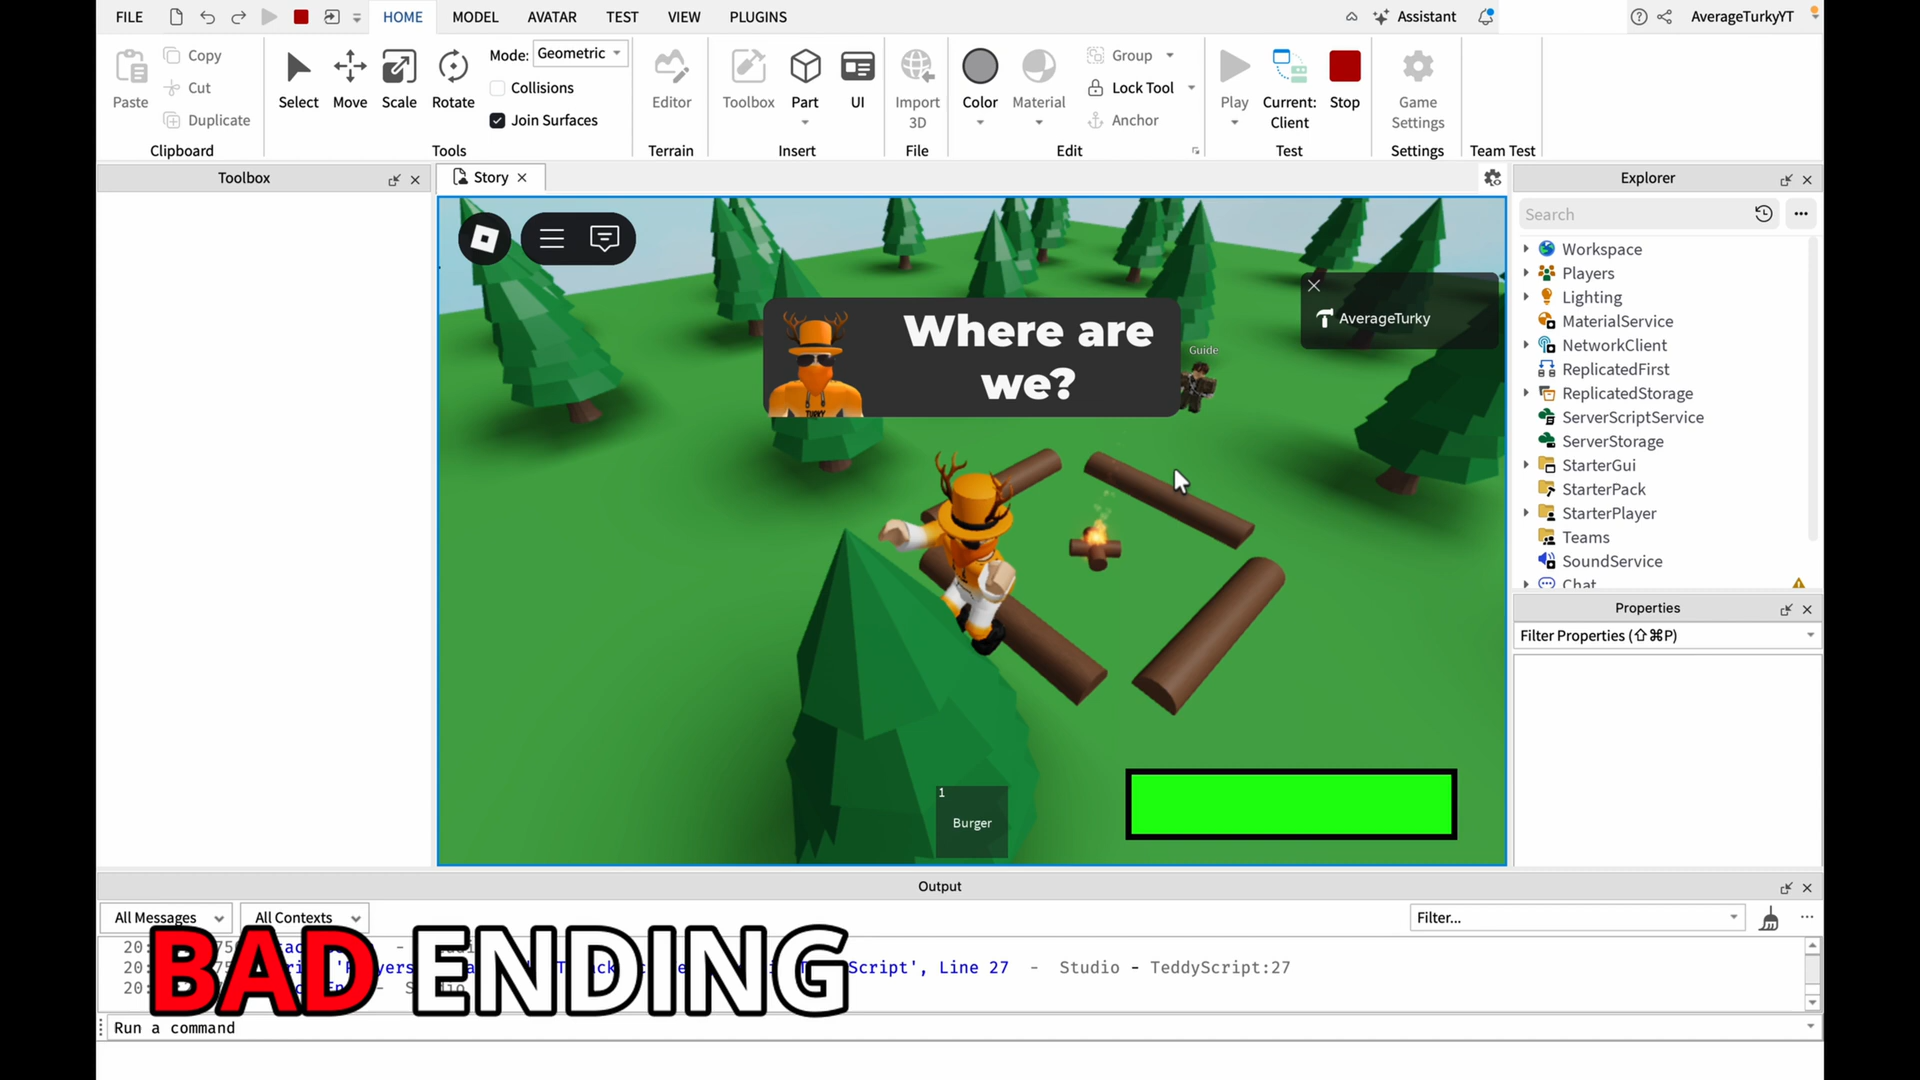 FILE
HOME
MODEL
AVATAR
TEST
VIEW
PLUGINS
Assistant
AverageTurkyYT
Paste
Copy
Cut
Duplicate
Clipboard
Select
Move
Scale
Rotate
Mode: Geometric
Collisions
Join Surfaces
Tools
Editor
Terrain
Toolbox
Part
UI
Insert
Import
3D
File
Color
Material
Group
Lock Tool
Anchor
Edit
Play
Current:
Client
Stop
Test
Game
Settings
Settings
Team Test
Toolbox
Story
Where are
we?
TURKY
Guide
AverageTurky
1
Burger
Explorer
Search
Workspace
Players
Lighting
MaterialService
NetworkClient
ReplicatedFirst
ReplicatedStorage
ServerScriptService
ServerStorage
StarterGui
StarterPack
StarterPlayer
Teams
SoundService
Chat
Properties
Filter Properties (⇧⌘P)
Output
All Messages
All Contexts
Filter...
Script', Line 27 - Studio - TeddyScript:27
BAD ENDING
Run a command